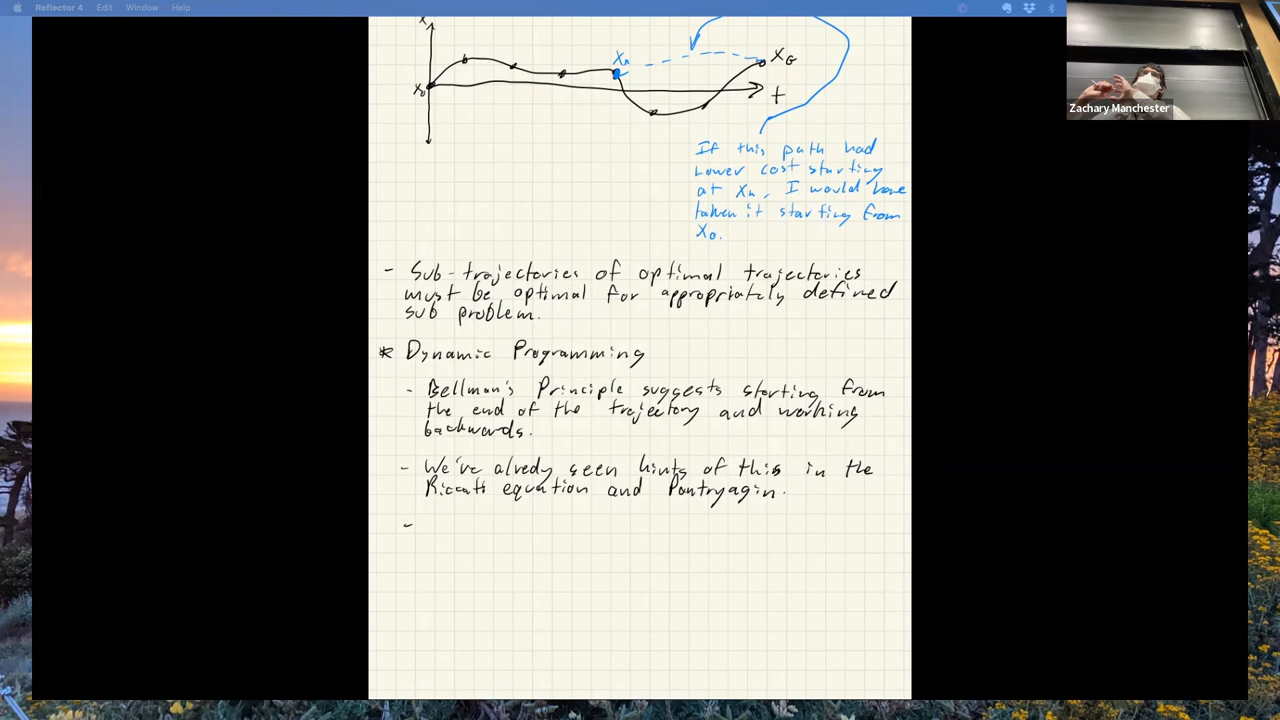 Reflector 4 Edit Window Help
Zachary Manchester
x
x₀
xₙ
x_G
t
If this path had
lower cost starting
at xₙ, I would have
taken it starting from
x₀.
- Sub-trajectories of optimal trajectories
must be optimal for appropriately defined
sub problem.
* Dynamic Programming
- Bellman's Principle suggests starting from
the end of the trajectory and working
backwards.
- We've alredy seen hints of this in the
Riccati equation and Pontryagin.
-